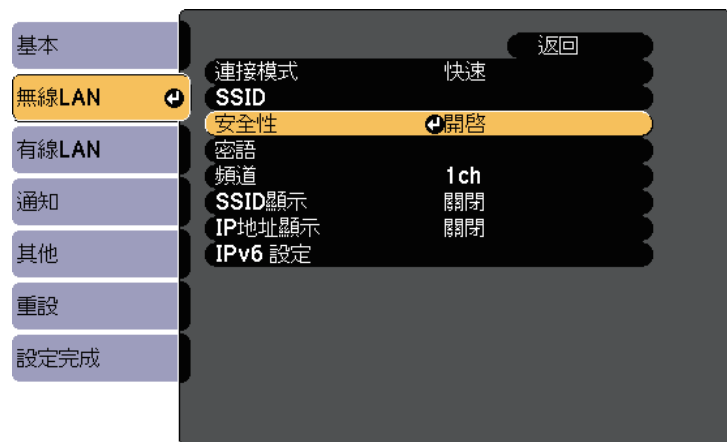 基本
無線LAN
有線LAN
通知
其他
重設
設定完成
返回
連接模式 快速
SSID
安全性 開啓
密語
頻道 1ch
SSID顯示 關閉
IP地址顯示 關閉
IPv6 設定